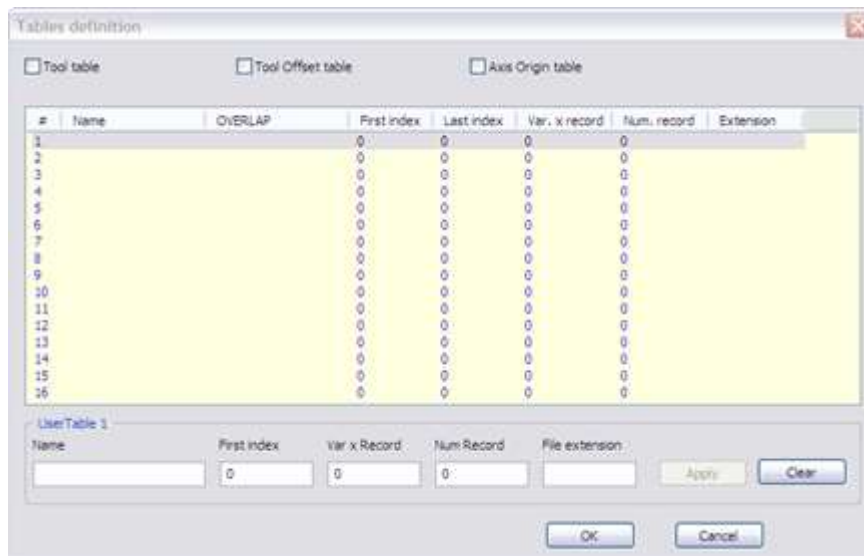 Tables definition
Tool table Tool Offset table Axis Origin table
# Name OVERLAP First index Last index Var. x record Num. record Extension
1 0 0 0 0
2 0 0 0 0
3 0 0 0 0
4 0 0 0 0
5 0 0 0 0
6 0 0 0 0
7 0 0 0 0
8 0 0 0 0
9 0 0 0 0
10 0 0 0 0
11 0 0 0 0
12 0 0 0 0
13 0 0 0 0
14 0 0 0 0
15 0 0 0 0
16 0 0 0 0
UserTable 1
Name First index Var x Record Num Record File extension
0 0 0 Apply Clear
OK Cancel